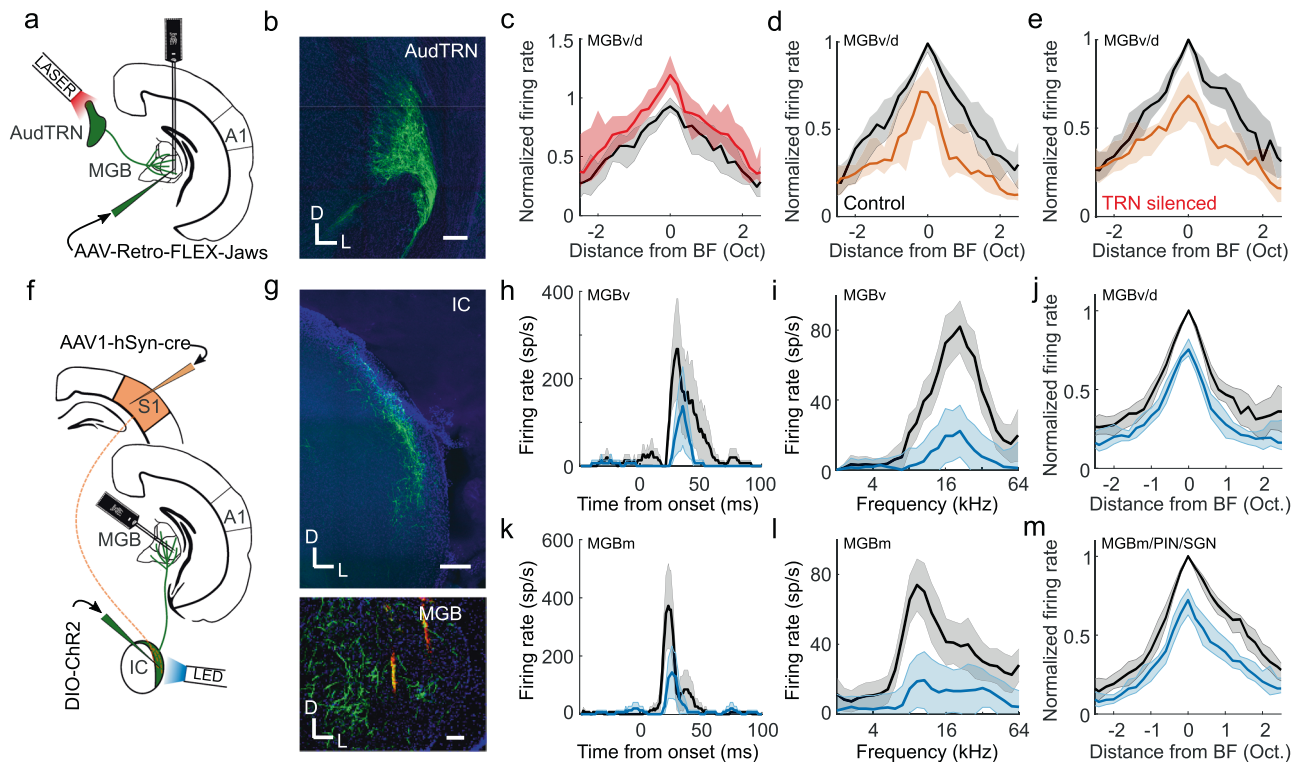 a
LASER
AudTRN
MGB
A1
AAV-Retro-FLEX-Jaws
b
AudTRN
D
L
c
MGBv/d
Normalized firing rate
1.5
1
0.5
0
-2
0
2
Distance from BF (Oct)
d
MGBv/d
Normalized firing rate
1
0.5
0
Control
-2
0
2
Distance from BF (Oct)
e
MGBv/d
Normalized firing rate
1
0.5
0
TRN silenced
-2
0
2
Distance from BF (Oct)
f
AAV1-hSyn-cre
S1
A1
MGB
DIO-ChR2
IC
LED
g
IC
D
L
MGB
D
L
h
MGBv
Firing rate (sp/s)
400
200
0
0
50
100
Time from onset (ms)
i
MGBv
Firing rate (sp/s)
80
40
0
4
16
64
Frequency (kHz)
j
MGBv/d
Normalized firing rate
1
0.5
0
-2
-1
0
1
2
Distance from BF (Oct.)
k
MGBm
Firing rate (sp/s)
600
400
200
0
0
50
100
Time from onset (ms)
l
MGBm
Firing rate (sp/s)
80
40
0
4
16
64
Frequency (kHz)
m
MGBm/PIN/SGN
Normalized firing rate
1
0.5
0
-2
-1
0
1
2
Distance from BF (Oct.)